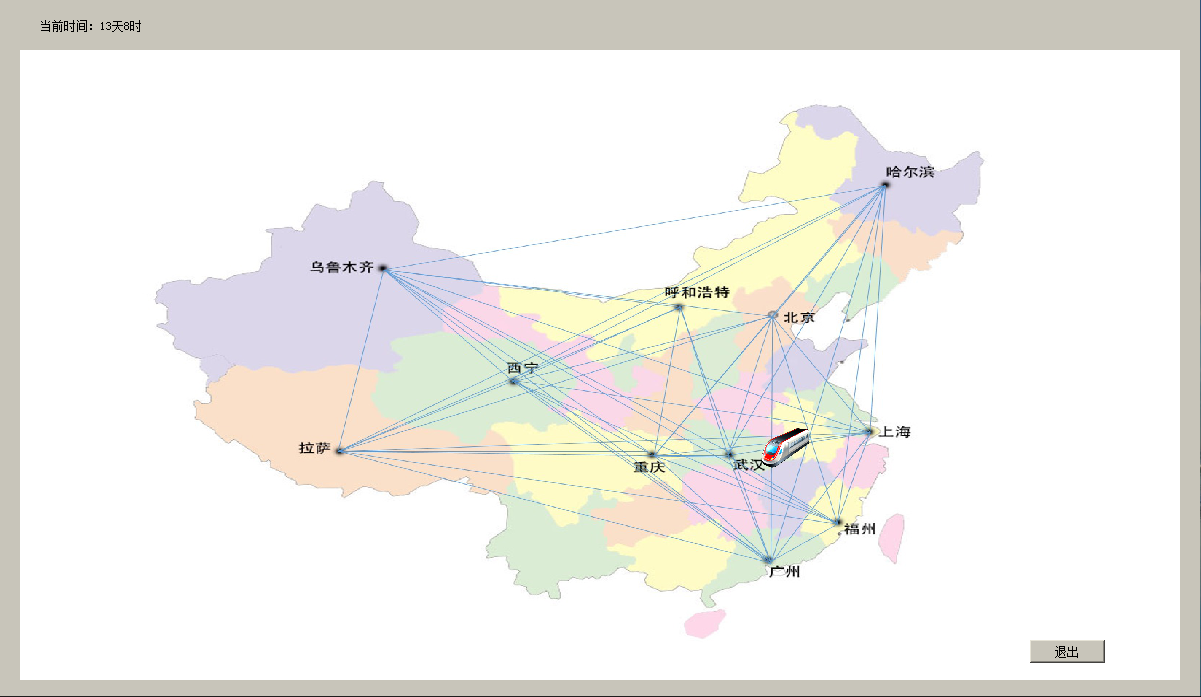 当前时间：13天8时
哈尔滨
乌鲁木齐
呼和浩特
北京
西宁
上海
拉萨
武汉
重庆
福州
广州
退出